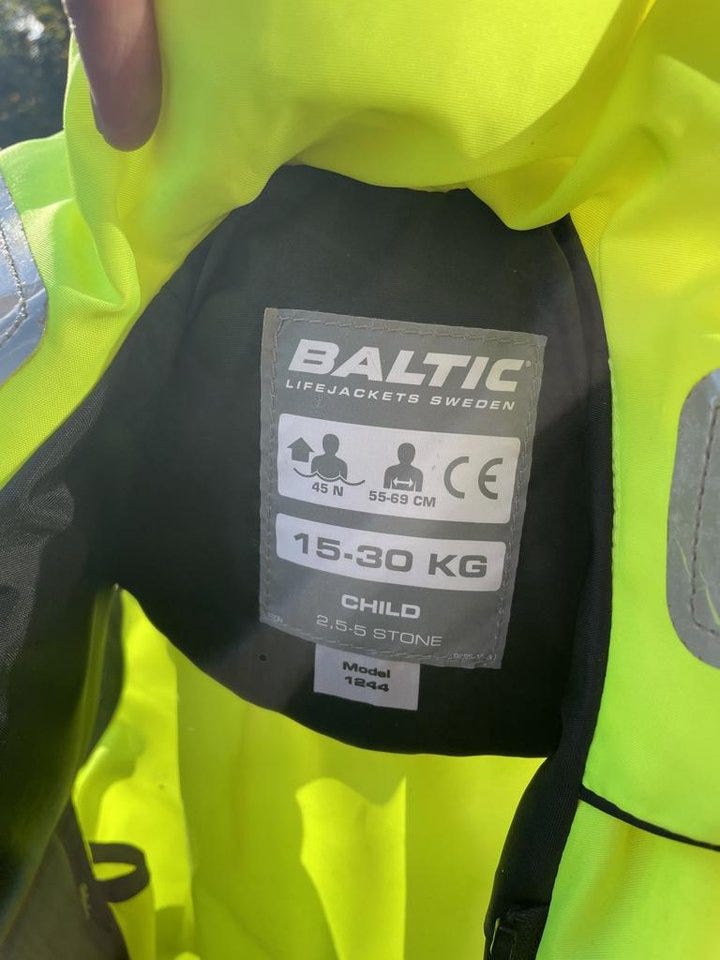 BALTIC
LIFEJACKETS SWEDEN
45 N
55-69 CM
CE
15-30 KG
CHILD
2,5-5 STONE
Model
1244